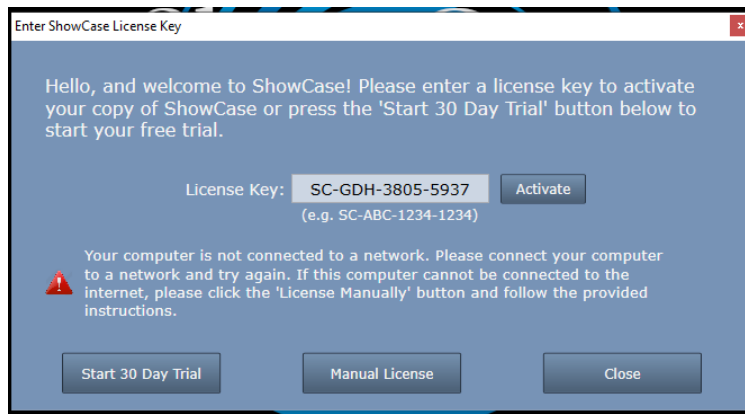 Enter ShowCase License Key
x
Hello, and welcome to ShowCase! Please enter a license key to activate
your copy of ShowCase or press the 'Start 30 Day Trial' button below to
start your free trial.
License Key: SC-GDH-3805-5937 Activate
(e.g. SC-ABC-1234-1234)
Your computer is not connected to a network. Please connect your computer
to a network and try again. If this computer cannot be connected to the
internet, please click the 'License Manually' button and follow the provided
instructions.
Start 30 Day Trial Manual License Close